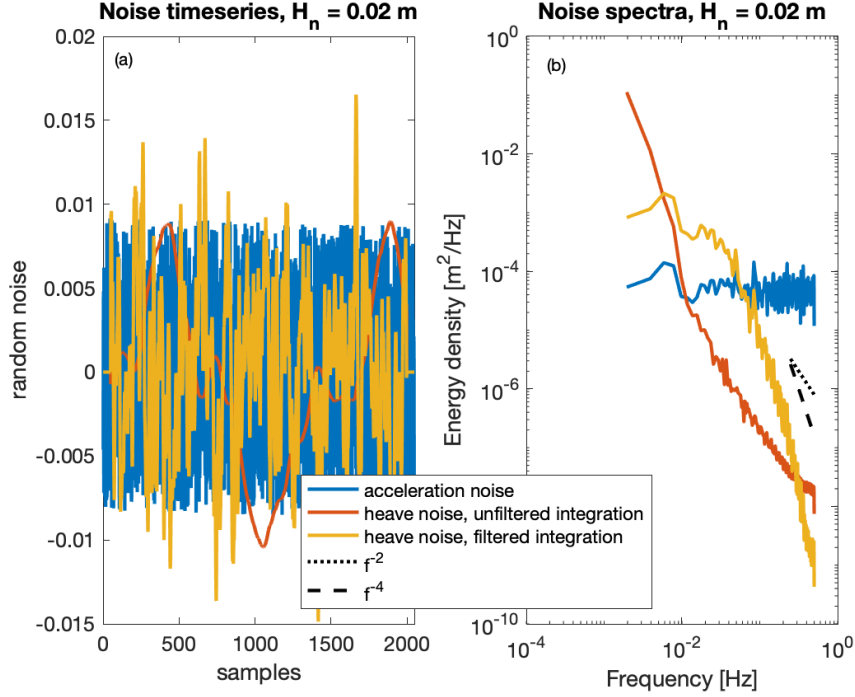 Noise timeseries, Hn = 0.02 m
(a)
0.02
0.015
0.01
0.005
0
-0.005
-0.01
-0.015
random noise
0
500
1000
1500
2000
samples
Noise spectra, Hn = 0.02 m
(b)
10^0
10^-2
10^-4
10^-6
10^-10
Energy density [m^2/Hz]
10^-4
10^-2
10^0
Frequency [Hz]
acceleration noise
heave noise, unfiltered integration
heave noise, filtered integration
f^-2
f^-4